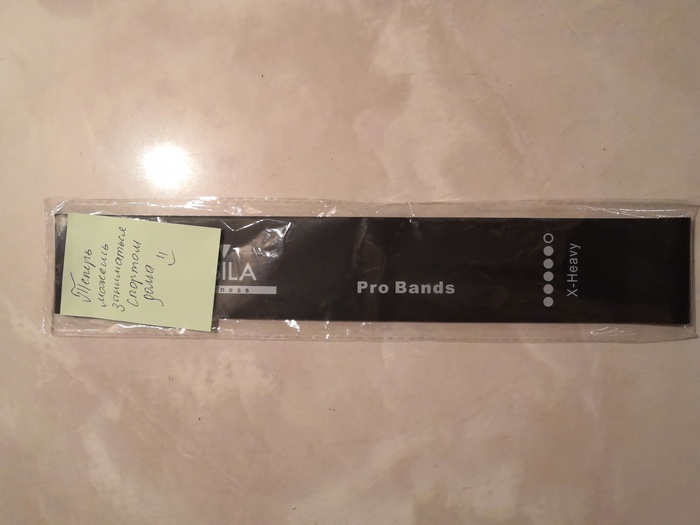 Теперь
можешь
заниматься
спортом
дома :)
ILA
ness
Pro Bands
X-Heavy